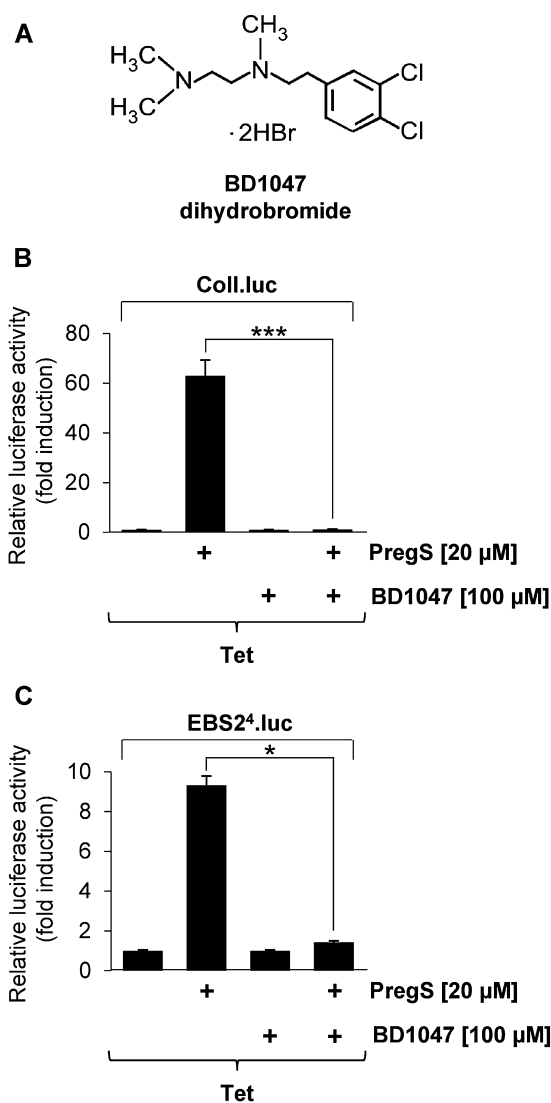 A
CH₃
H₃C
N
N
H₃C
Cl
Cl
·2HBr
BD1047
dihydrobromide
B
Coll.luc
Relative luciferase activity
(fold induction)
80
60
40
20
0
***
+ + PregS [20 µM]
+ + BD1047 [100 µM]
Tet
C
EBS2⁴.luc
Relative luciferase activity
(fold induction)
10
8
6
4
2
0
*
+ + PregS [20 µM]
+ + BD1047 [100 µM]
Tet